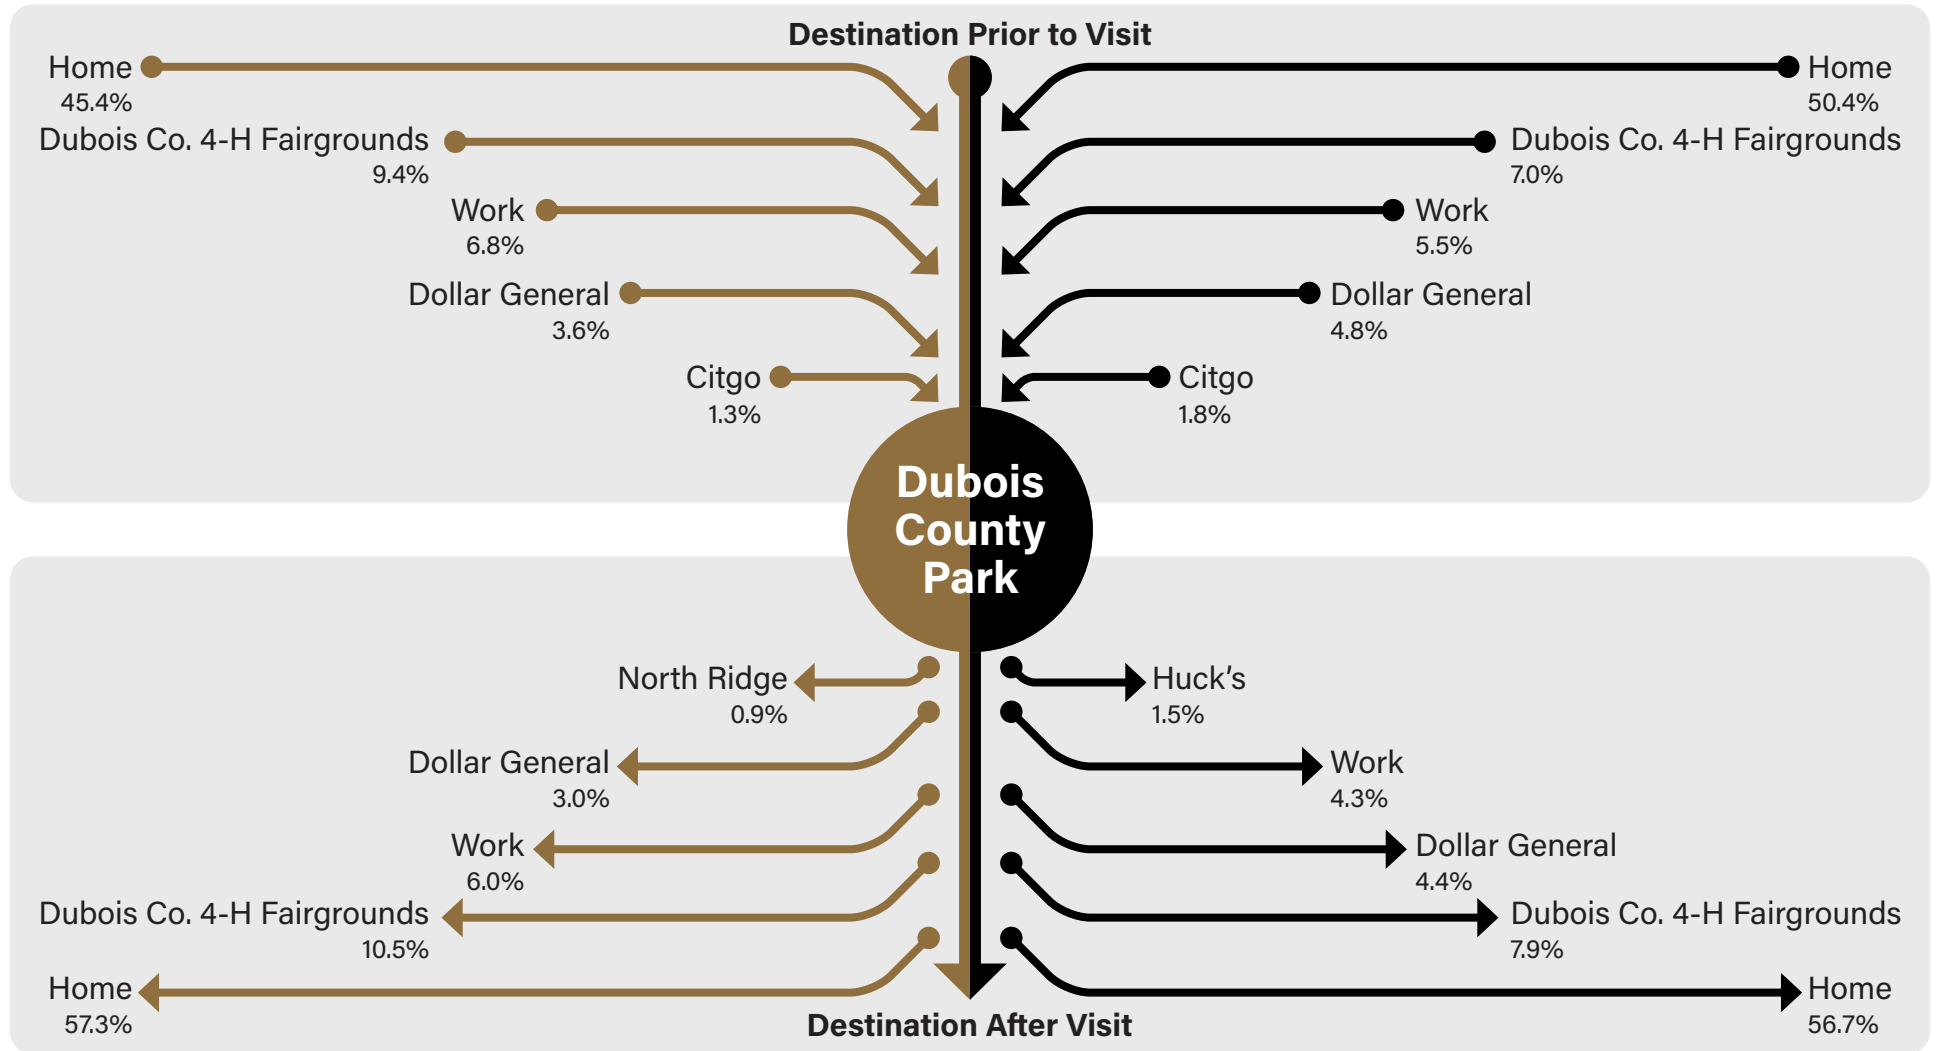 Destination Prior to Visit
Home
45.4%
Dubois Co. 4-H Fairgrounds
9.4%
Work
6.8%
Dollar General
3.6%
Citgo
1.3%
Home
50.4%
Dubois Co. 4-H Fairgrounds
7.0%
Work
5.5%
Dollar General
4.8%
Citgo
1.8%
Dubois
County
Park
North Ridge
0.9%
Dollar General
3.0%
Work
6.0%
Dubois Co. 4-H Fairgrounds
10.5%
Home
57.3%
Huck's
1.5%
Work
4.3%
Dollar General
4.4%
Dubois Co. 4-H Fairgrounds
7.9%
Home
56.7%
Destination After Visit